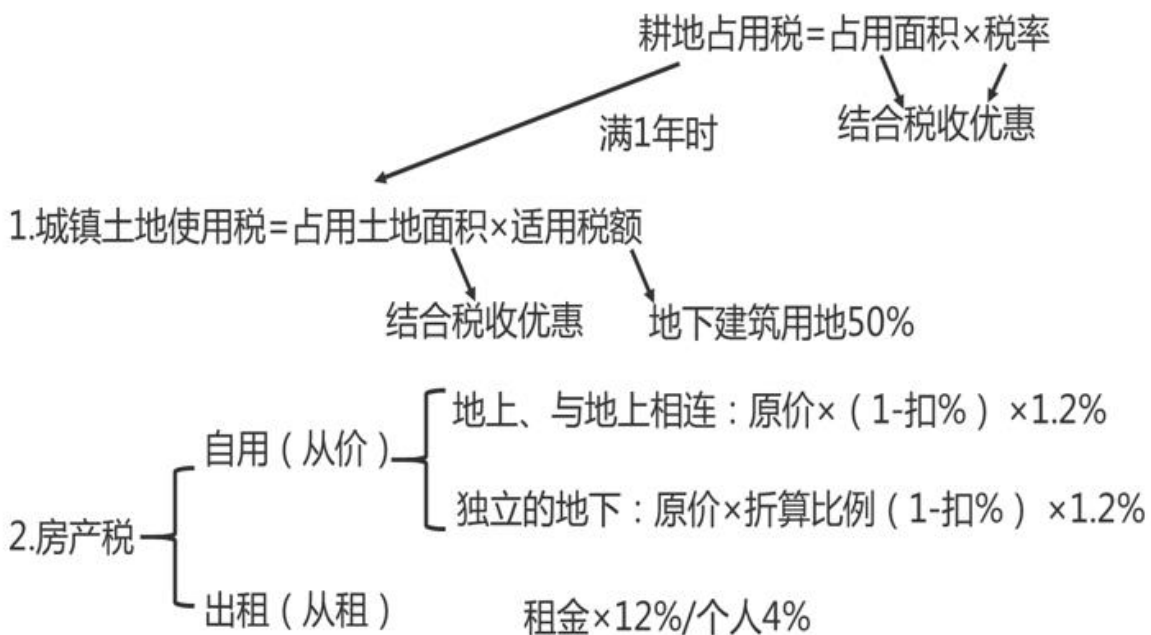 耕地占用税=占用面积×税率
满1年时
结合税收优惠
1.城镇土地使用税=占用土地面积×适用税额
结合税收优惠
地下建筑用地50%
2.房产税
自用（从价）
地上、与地上相连：原价×（1-扣%）×1.2%
独立的地下：原价×折算比例（1-扣%）×1.2%
出租（从租）
租金×12%/个人4%